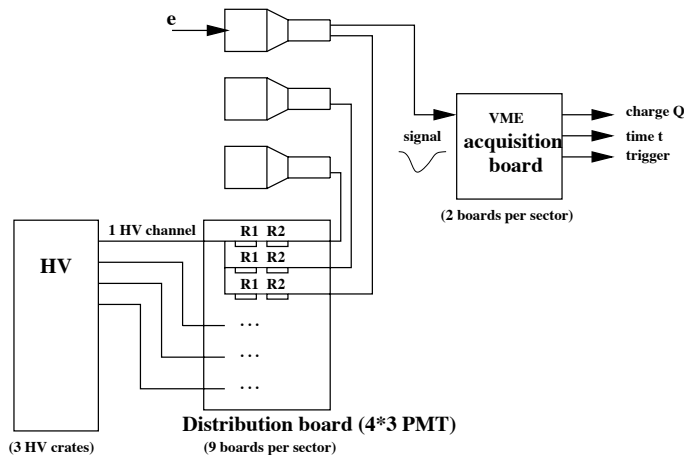 e
charge Q
time t
trigger
VME
acquisition
board
signal
(2 boards per sector)
1 HV channel
HV
R1 R2
R1 R2
R1 R2
...
...
...
Distribution board (4*3 PMT)
(3 HV crates)
(9 boards per sector)